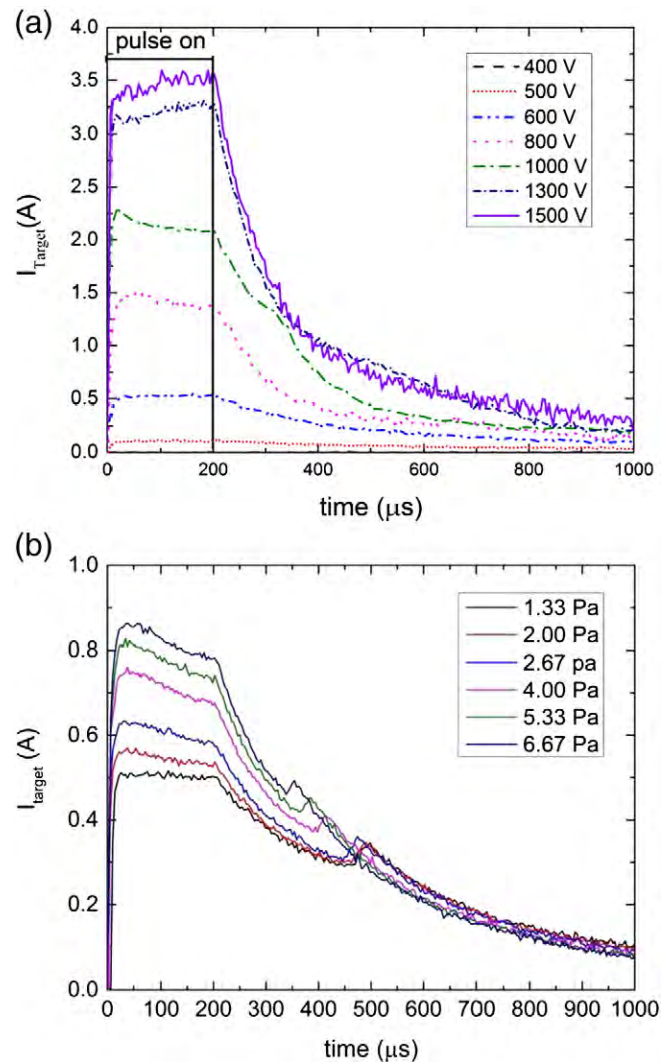 (a)
pulse on
4.0
3.5
3.0
2.5
2.0
1.5
1.0
0.5
0.0
I_Target(A)
400 V
500 V
600 V
800 V
1000 V
1300 V
1500 V
0 200 400 600 800 1000
time (μs)
(b)
1.0
0.8
0.6
0.4
0.2
0.0
I_target (A)
1.33 Pa
2.00 Pa
2.67 pa
4.00 Pa
5.33 Pa
6.67 Pa
0 100 200 300 400 500 600 700 800 900 1000
time (μs)